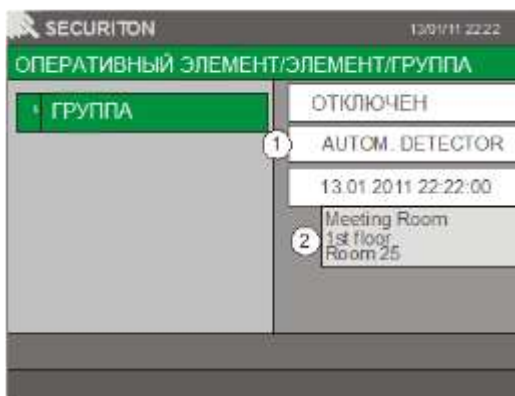 SECURITON
13/01/11 22:22
ОПЕРАТИВНЫЙ ЭЛЕМЕНТ/ЭЛЕМЕНТ/ГРУППА
ГРУППА
ОТКЛЮЧЕН
1
AUTOM. DETECTOR
13.01.2011 22:22:00
2
Meeting Room
1st floor
Room 25